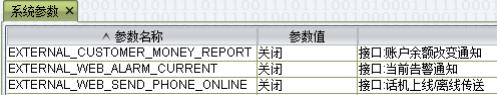 系统参数 ×
参数名称 参数值
EXTERNAL_CUSTOMER_MONEY_REPORT 关闭 接口:账户余额改变通知
EXTERNAL_WEB_ALARM_CURRENT 关闭 接口:当前告警通知
EXTERNAL_WEB_SEND_PHONE_ONLINE 关闭 接口:话机上线/离线传送